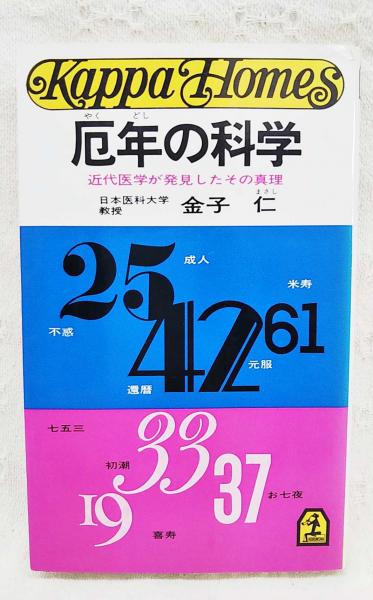 Kappa Homes
やくどし
厄年の科学
近代医学が発見したその真理
日本医科大学
教授
まさし
金子 仁
成人
25
米寿
不惑
42
61
元服
還暦
七五三
33
初潮
37
19
お七夜
喜寿